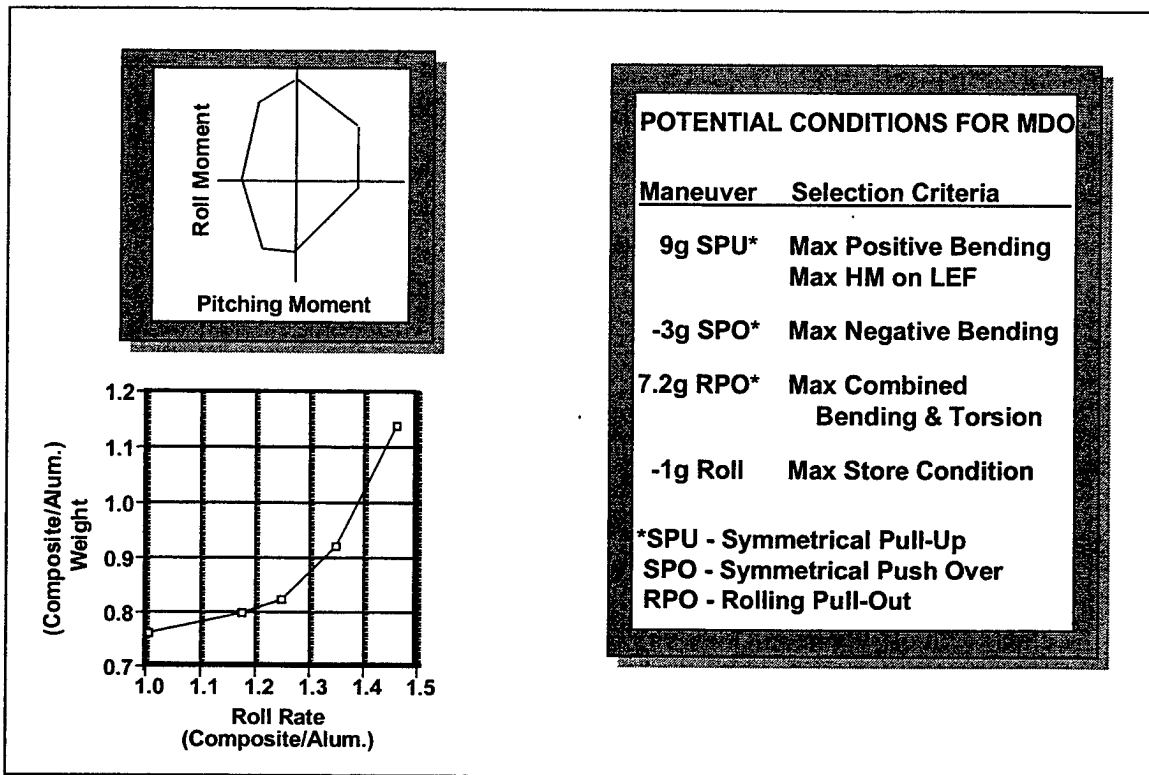 Roll Moment
Pitching Moment
(Composite/Alum.)
Weight
1.2
1.1
1.0
0.9
0.8
0.7
1.0 1.1 1.2 1.3 1.4 1.5
Roll Rate
(Composite/Alum.)
POTENTIAL CONDITIONS FOR MDO
Maneuver Selection Criteria
9g SPU* Max Positive Bending
Max HM on LEF
-3g SPO* Max Negative Bending
7.2g RPO* Max Combined
Bending & Torsion
-1g Roll Max Store Condition
*SPU - Symmetrical Pull-Up
SPO - Symmetrical Push Over
RPO - Rolling Pull-Out